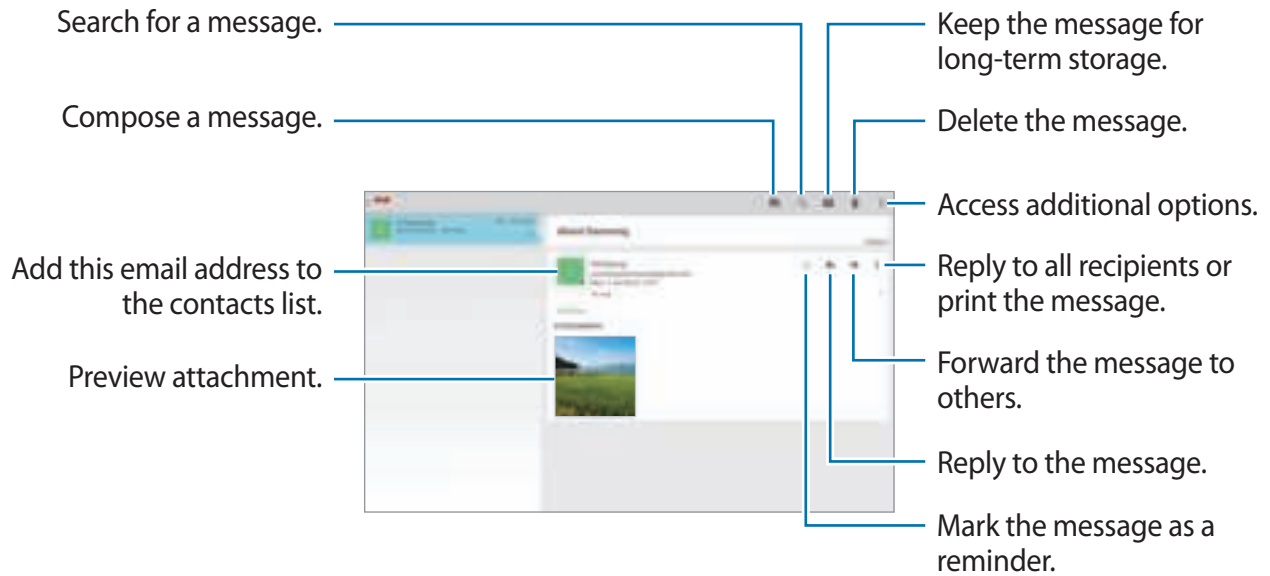 Search for a message.
Compose a message.
Add this email address to
the contacts list.
Preview attachment.
Keep the message for
long-term storage.
Delete the message.
Access additional options.
Reply to all recipients or
print the message.
Forward the message to
others.
Reply to the message.
Mark the message as a
reminder.
About Samsung